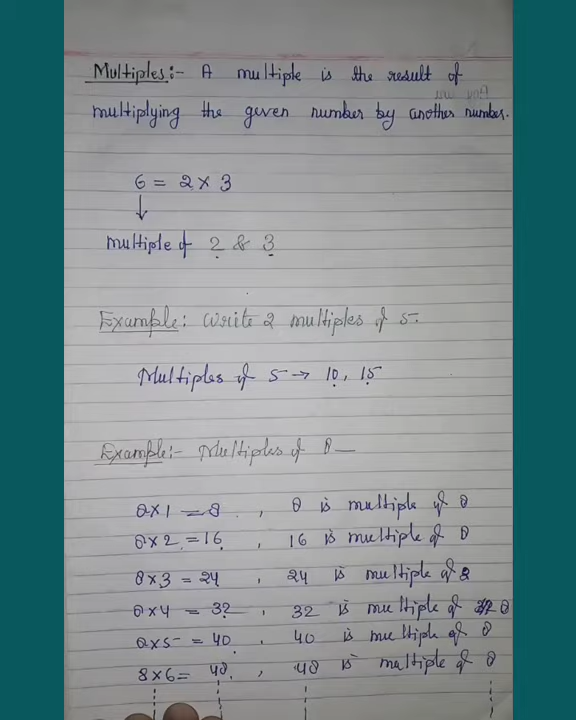 Multiples:- A multiple is the result of
multiplying the given number by another number.
6 = 2 × 3
↓
multiple of 2 & 3
Example: Write 2 multiples of 5.
Multiples of 5 → 10, 15
Example:- Multiples of 8 —
8×1 = 8 , 8 is multiple of 8
8×2 = 16 , 16 is multiple of 8
8×3 = 24 , 24 is multiple of 8
8×4 = 32 , 32 is multiple of 8
8×5 = 40 , 40 is multiple of 8
8×6 = 48 , 48 is multiple of 8